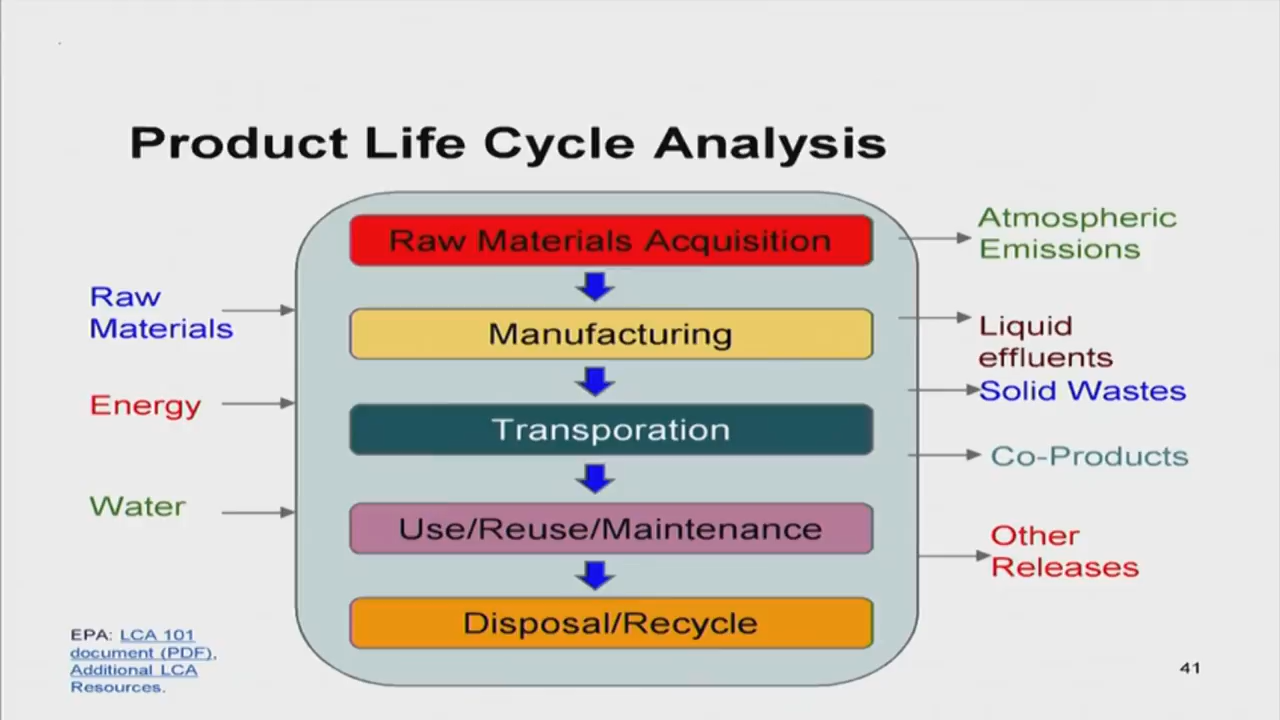 Product Life Cycle Analysis
Raw Materials Acquisition
Manufacturing
Transporation
Use/Reuse/Maintenance
Disposal/Recycle
Raw
Materials
Energy
Water
Atmospheric
Emissions
Liquid
effluents
Solid Wastes
Co-Products
Other
Releases
EPA: LCA 101
document (PDF),
Additional LCA
Resources.
41